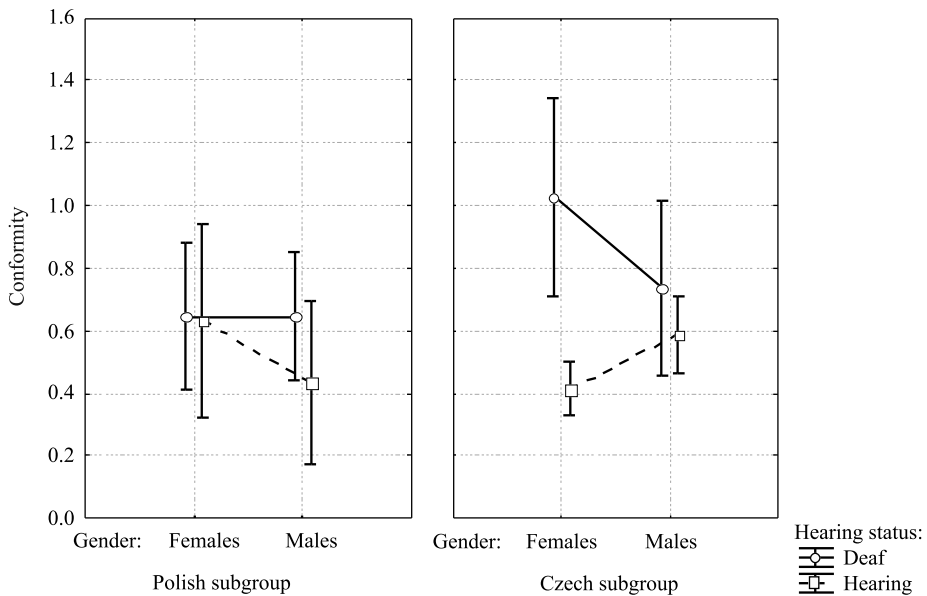 1.6
1.4
1.2
1.0
0.8
0.6
0.4
0.2
0.0
Conformity
Gender: Females Males
Polish subgroup
Gender: Females Males
Czech subgroup
Hearing status:
Deaf
Hearing